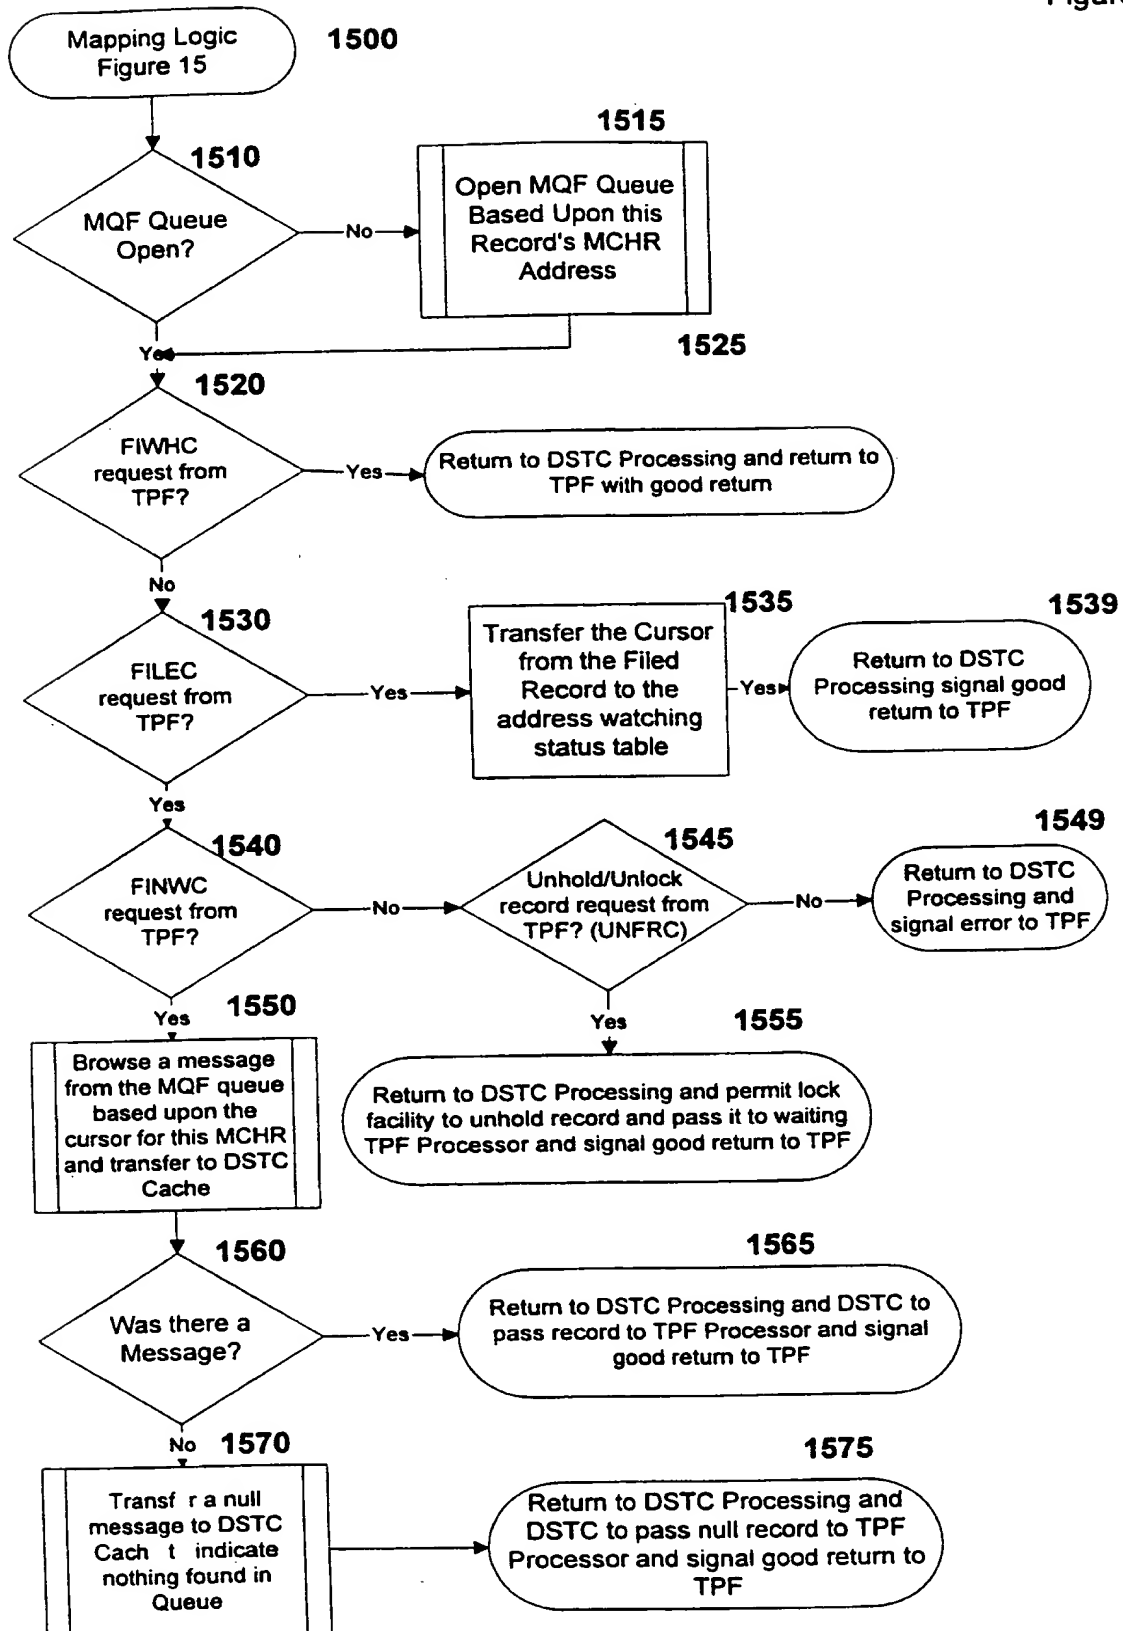 Figur
Mapping Logic
Figure 15
1500
1510
MQF Queue
Open?
No
1515
Open MQF Queue
Based Upon this
Record's MCHR
Address
1525
Yes
1520
FIWHC
request from
TPF?
Yes
Return to DSTC Processing and return to
TPF with good return
No
1530
FILEC
request from
TPF?
Yes
1535
Transfer the Cursor
from the Filed
Record to the
address watching
status table
Yes
1539
Return to DSTC
Processing signal good
return to TPF
Yes
1540
FINWC
request from
TPF?
No
1545
Unhold/Unlock
record request from
TPF? (UNFRC)
No
1549
Return to DSTC
Processing and
signal error to TPF
Yes
1550
Browse a message
from the MQF queue
based upon the
cursor for this MCHR
and transfer to DSTC
Cache
Yes
1555
Return to DSTC Processing and permit lock
facility to unhold record and pass it to waiting
TPF Processor and signal good return to TPF
1560
Was there a
Message?
Yes
1565
Return to DSTC Processing and DSTC to
pass record to TPF Processor and signal
good return to TPF
No
1570
Transf r a null
message to DSTC
Cach t indicate
nothing found in
Queue
1575
Return to DSTC Processing and
DSTC to pass null record to TPF
Processor and signal good return to
TPF